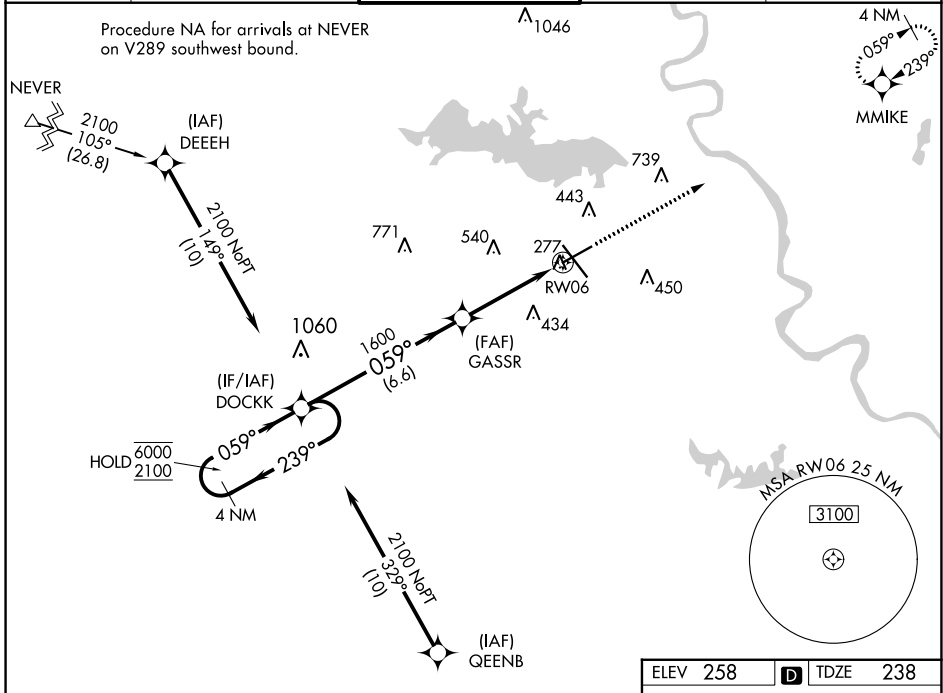 Procedure NA for arrivals at NEVER
on V289 southwest bound.
1046
4 NM
059°
239°
MMIKE
NEVER
2100
105°
(26.8)
(IAF)
DEEEH
2100 NoPT
149°
(10)
739
443
771
540
277
RW06
450
434
1060
1600
059°
(6.6)
(FAF)
GASSR
(IF/IAF)
DOCKK
HOLD
6000
2100
059°
239°
4 NM
2100 NoPT
329°
(10)
(IAF)
QEENB
MSA RW06 25 NM
3100
ELEV 258 D TDZE 238